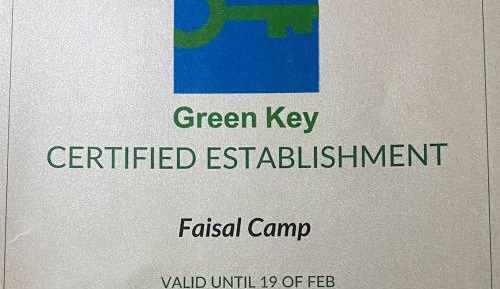 Green Key
CERTIFIED ESTABLISHMENT
Faisal Camp
VALID UNTIL 19 OF FEB